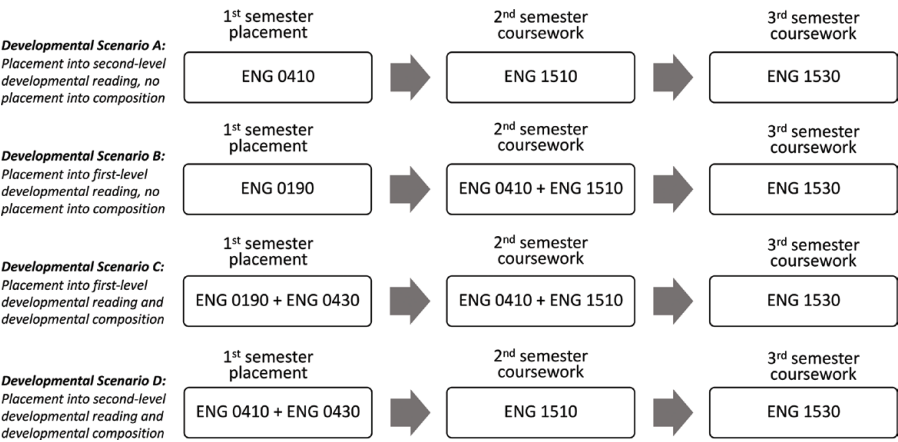 1st semester placement
2nd semester coursework
3rd semester coursework
Developmental Scenario A:
Placement into second-level
developmental reading, no
placement into composition
ENG 0410
ENG 1510
ENG 1530
1st semester placement
2nd semester coursework
3rd semester coursework
Developmental Scenario B:
Placement into first-level
developmental reading, no
placement into composition
ENG 0190
ENG 0410 + ENG 1510
ENG 1530
1st semester placement
2nd semester coursework
3rd semester coursework
Developmental Scenario C:
Placement into first-level
developmental reading and
developmental composition
ENG 0190 + ENG 0430
ENG 0410 + ENG 1510
ENG 1530
1st semester placement
2nd semester coursework
3rd semester coursework
Developmental Scenario D:
Placement into second-level
developmental reading and
developmental composition
ENG 0410 + ENG 0430
ENG 1510
ENG 1530